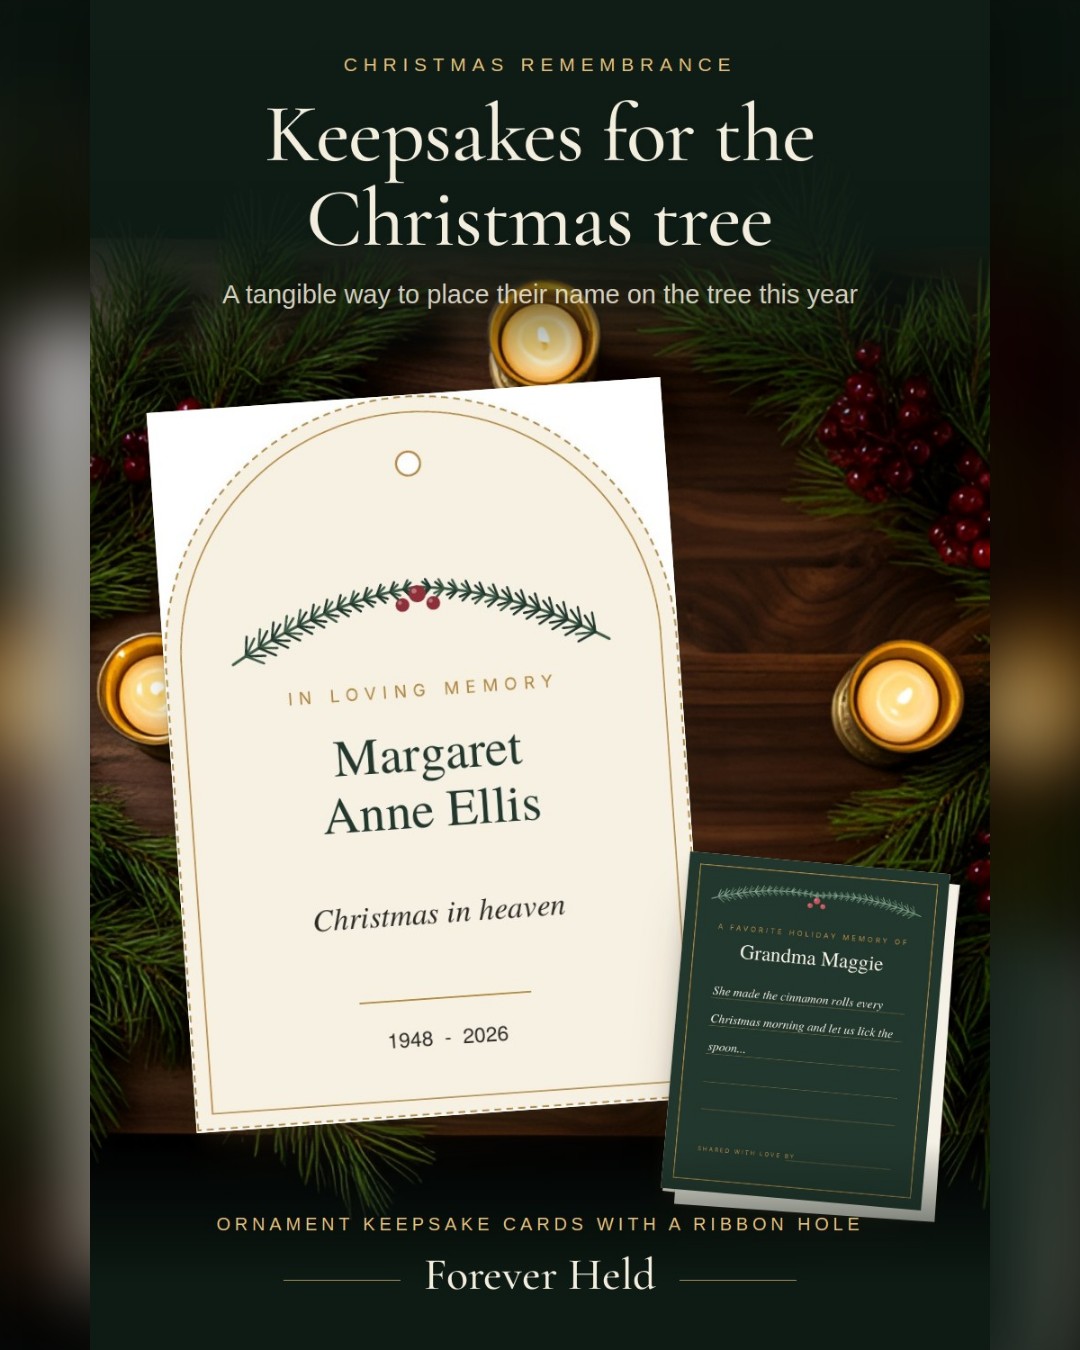 CHRISTMAS REMEMBRANCE
Keepsakes for the
Christmas tree
A tangible way to place their name on the tree this year
IN LOVING MEMORY
Margaret
Anne Ellis
Christmas in heaven
1948 - 2026
A FAVORITE HOLIDAY MEMORY OF
Grandma Maggie
She made the cinnamon rolls every
Christmas morning and let us lick the
spoon...
SHARED WITH LOVE BY
ORNAMENT KEEPSAKE CARDS WITH A RIBBON HOLE
Forever Held